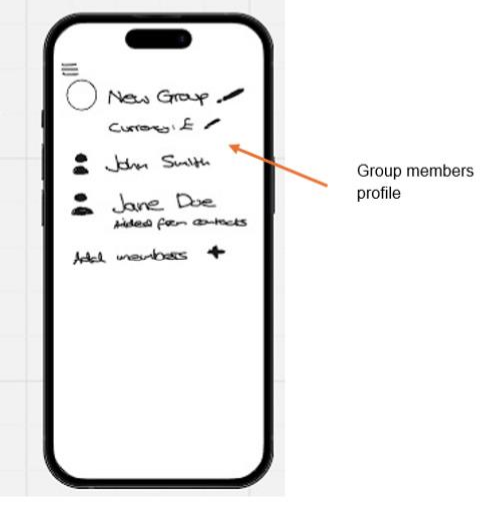 New Group
Currency: £
John Smith
Jane Doe
Added from contacts
Add members +
Group members
profile